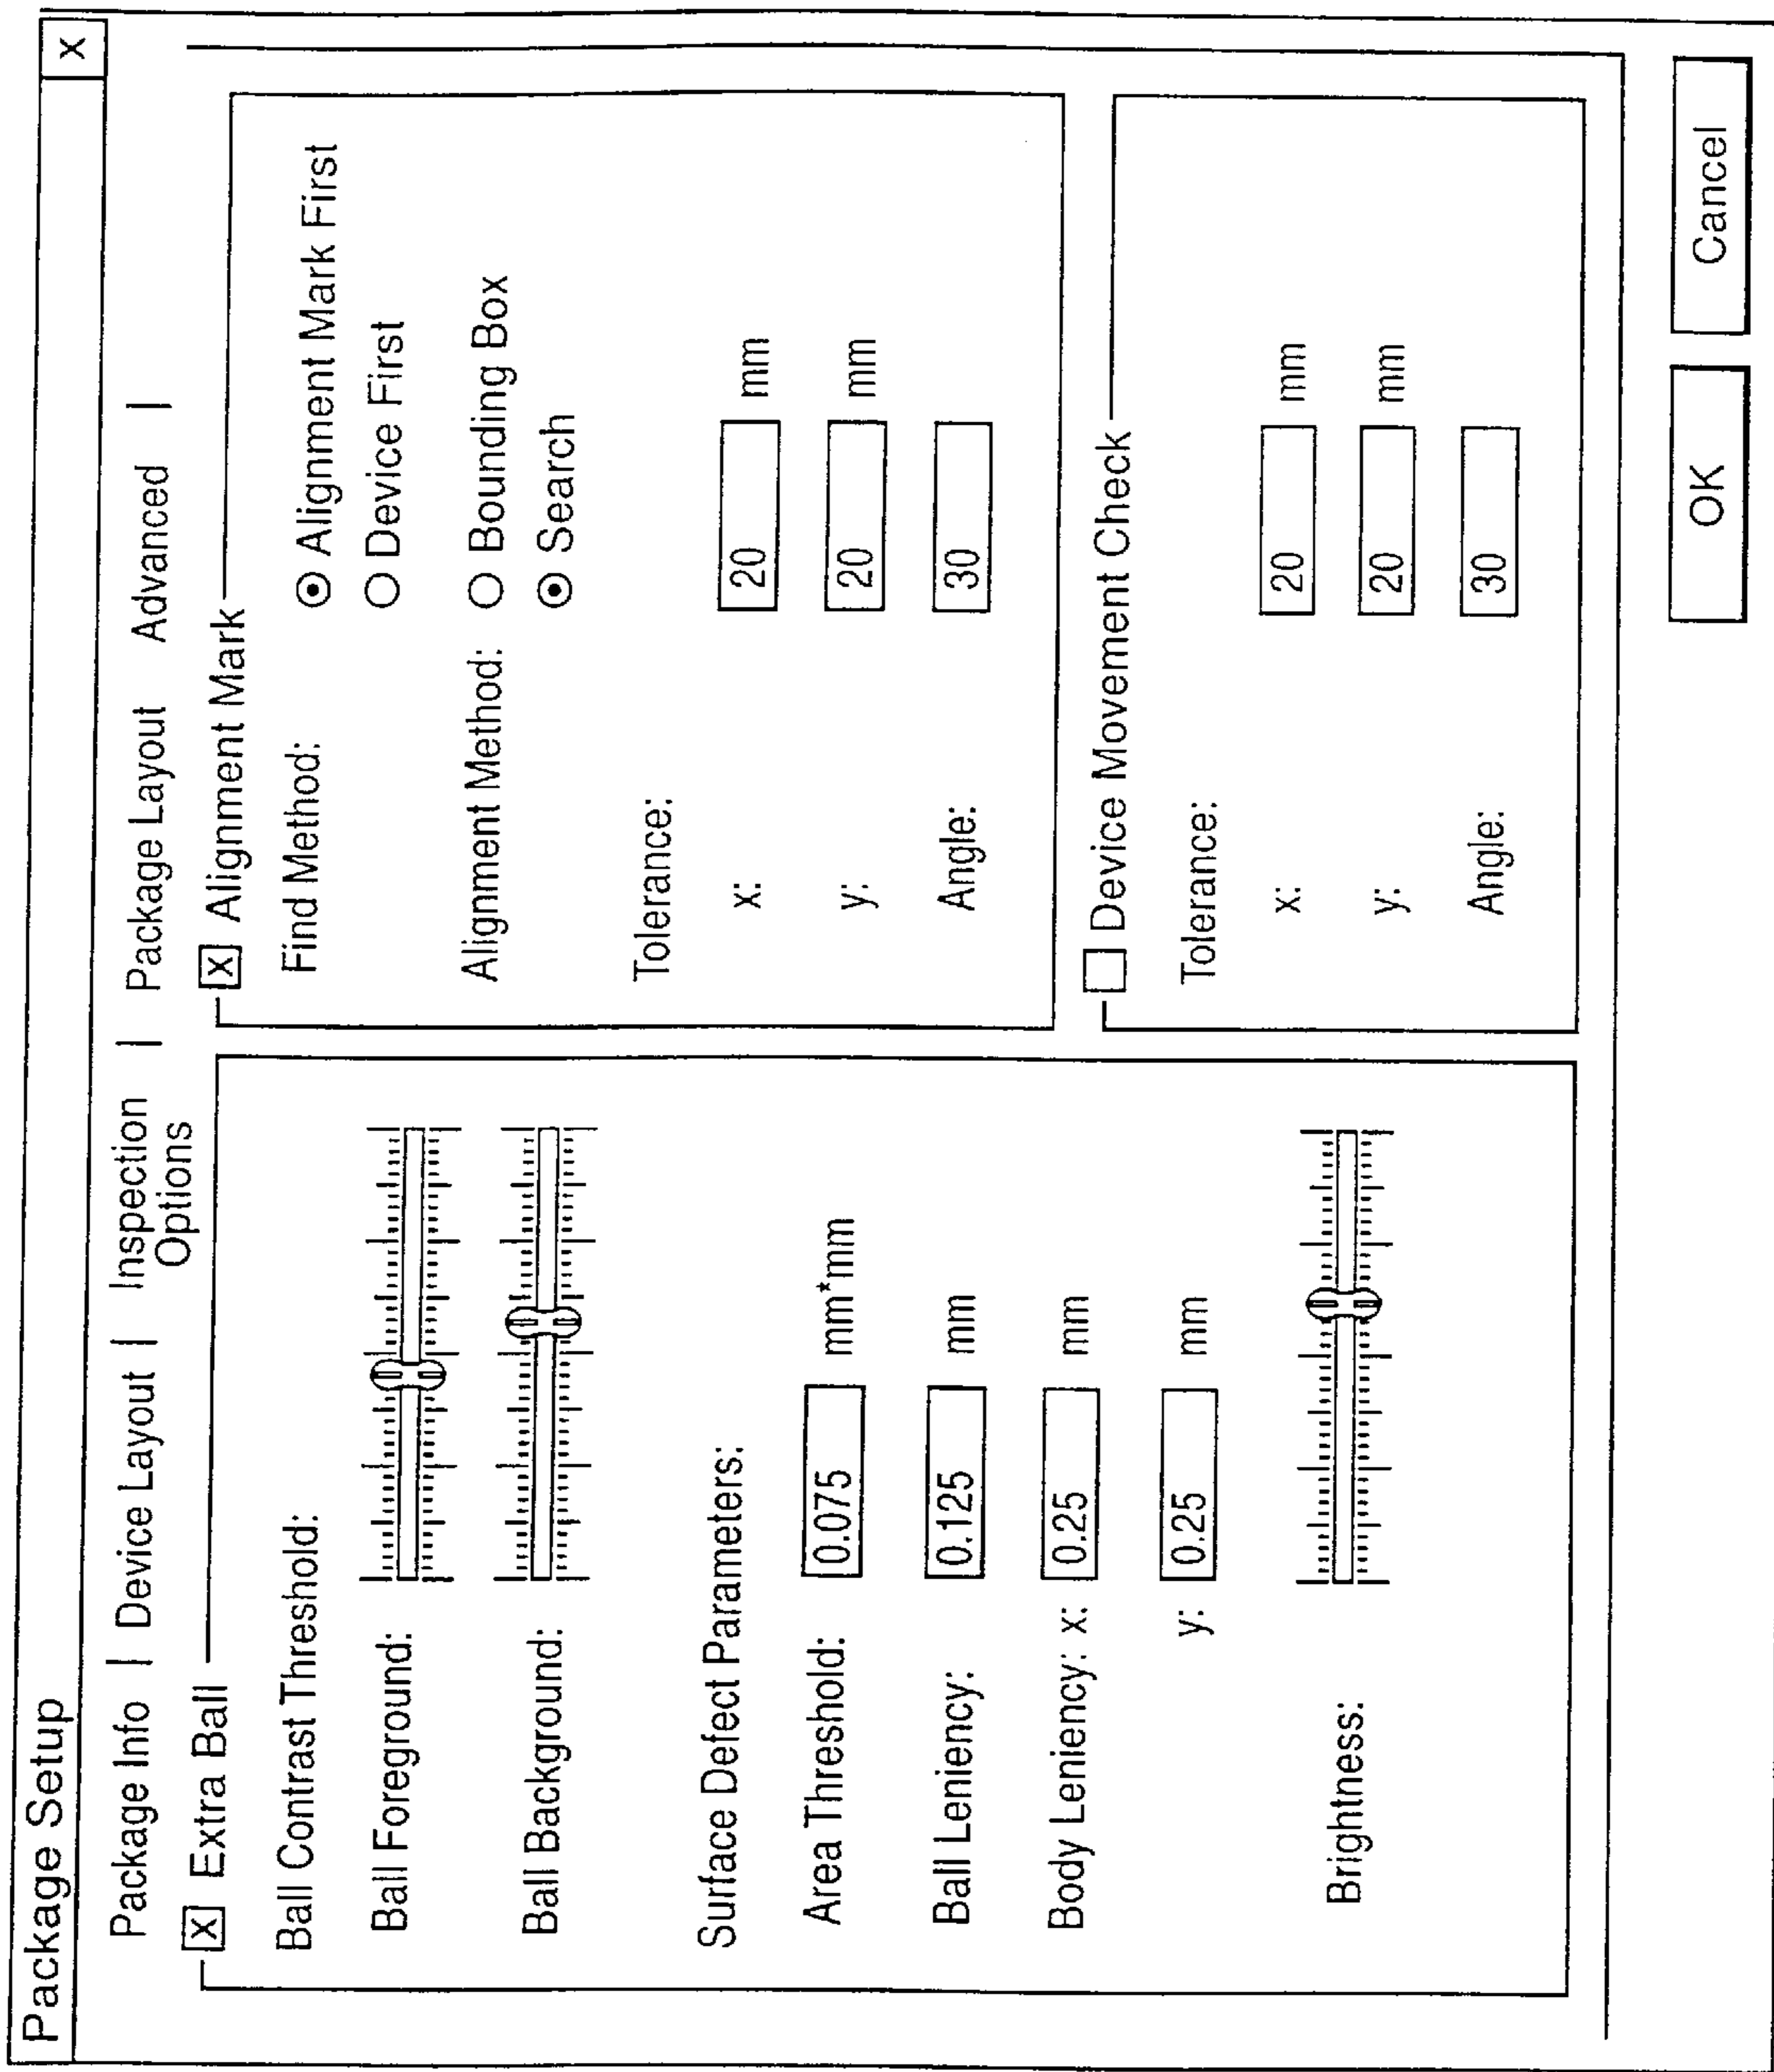 Package Setup X
Package Info | Device Layout | Inspection Options | Package Layout Advanced |
[X] Extra Ball
Ball Contrast Threshold:
Ball Foreground:
Ball Background:
Surface Defect Parameters:
Area Threshold: 0.075 mm*mm
Ball Leniency: 0.125 mm
Body Leniency: x: 0.25 mm
y: 0.25 mm
Brightness:
[X] Alignment Mark
Find Method: Alignment Mark First
Device First
Alignment Method: Bounding Box
Search
Tolerance:
x: 20 mm
y: 20 mm
Angle: 30
Device Movement Check
Tolerance:
x: 20 mm
y: 20 mm
Angle: 30
OK Cancel